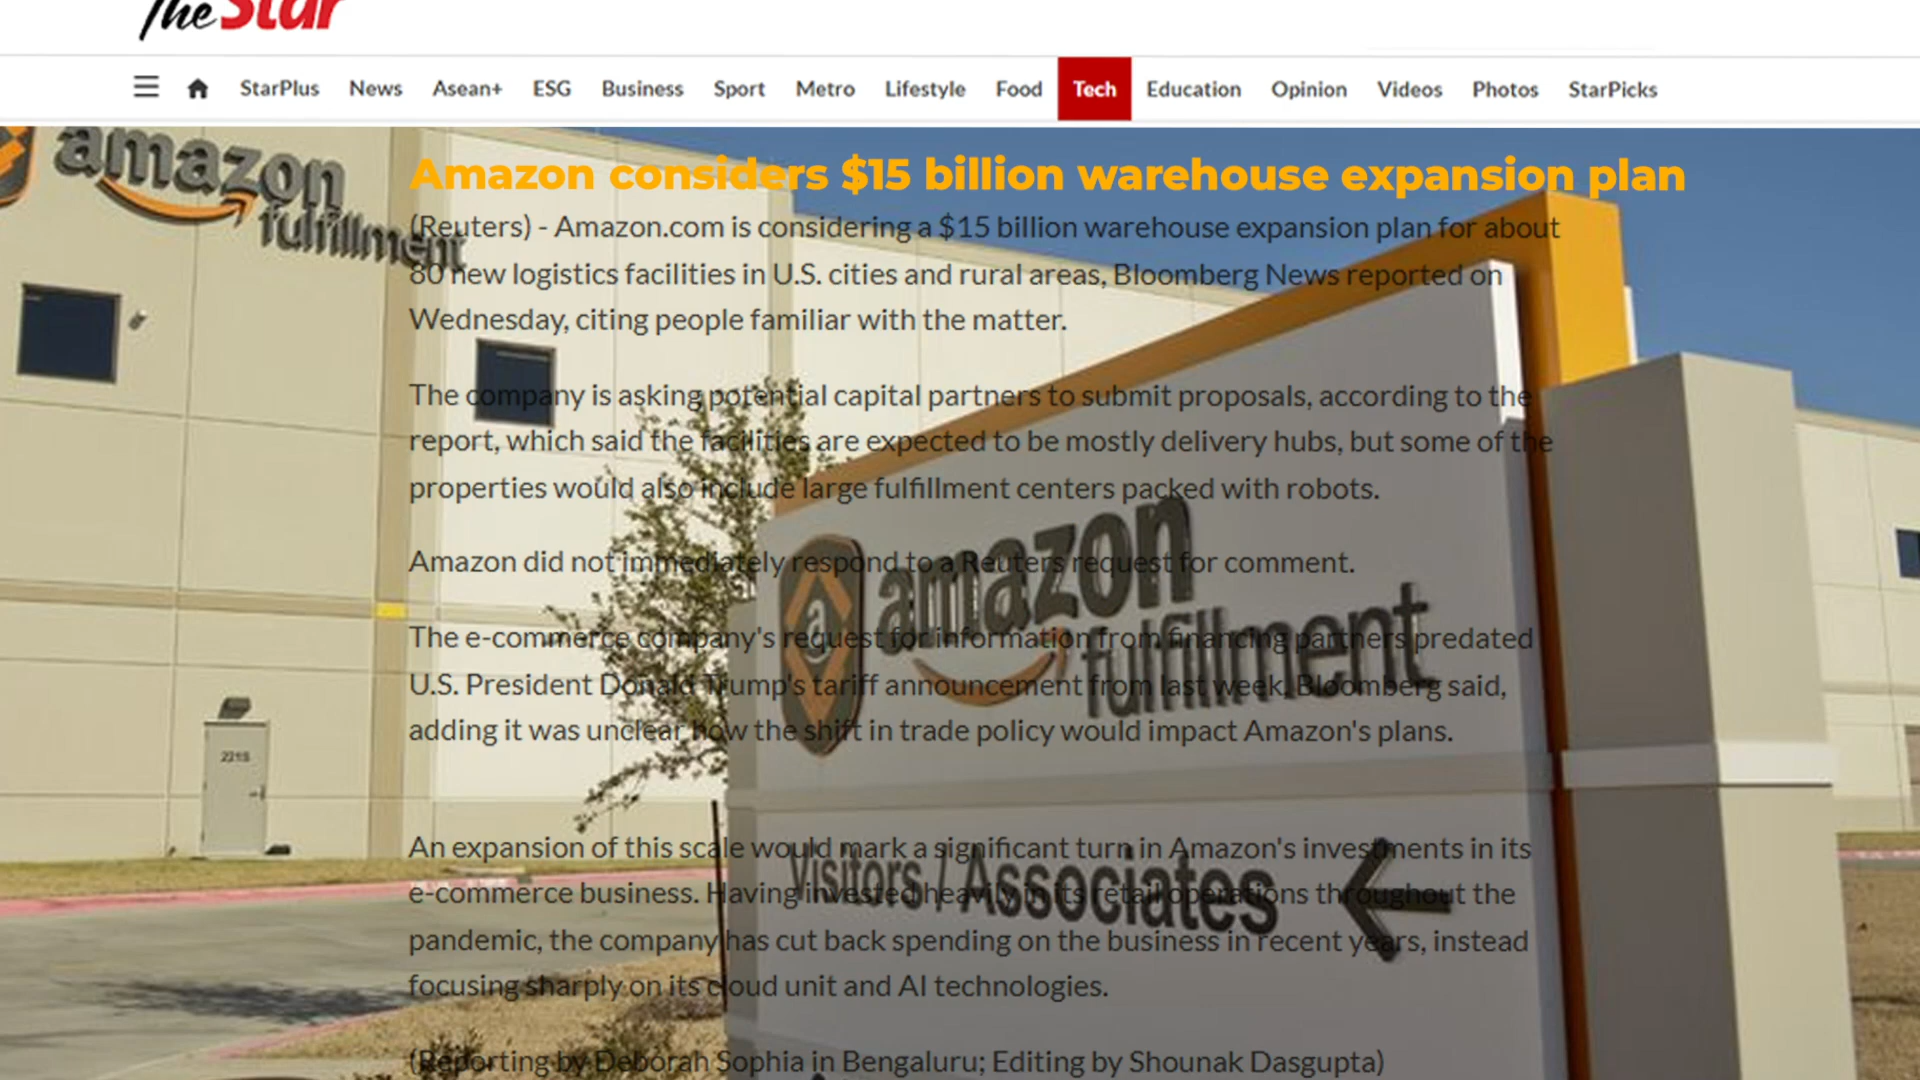 The Star
StarPlus News Asean+ ESG Business Sport Metro Lifestyle Food Tech Education Opinion Videos Photos StarPicks
amazon
fulfillment
Amazon considers $15 billion warehouse expansion plan
(Reuters) - Amazon.com is considering a $15 billion warehouse expansion plan for about
80 new logistics facilities in U.S. cities and rural areas, Bloomberg News reported on
Wednesday, citing people familiar with the matter.
The company is asking potential capital partners to submit proposals, according to the
report, which said the facilities are expected to be mostly delivery hubs, but some of the
properties would also include large fulfillment centers packed with robots.
Amazon did not immediately respond to a Reuters request for comment.
The e-commerce company's request for information from financing partners predated
U.S. President Donald Trump's tariff announcement from last week, Bloomberg said,
adding it was unclear how the shift in trade policy would impact Amazon's plans.
An expansion of this scale would mark a significant turn in Amazon's investments in its
e-commerce business. Having invested heavily in its retail operations throughout the
pandemic, the company has cut back spending on the business in recent years, instead
focusing sharply on its cloud unit and AI technologies.
(Reporting by Deborah Sophia in Bengaluru; Editing by Shounak Dasgupta)
a
amazon
fulfillment
Visitors / Associates
221S